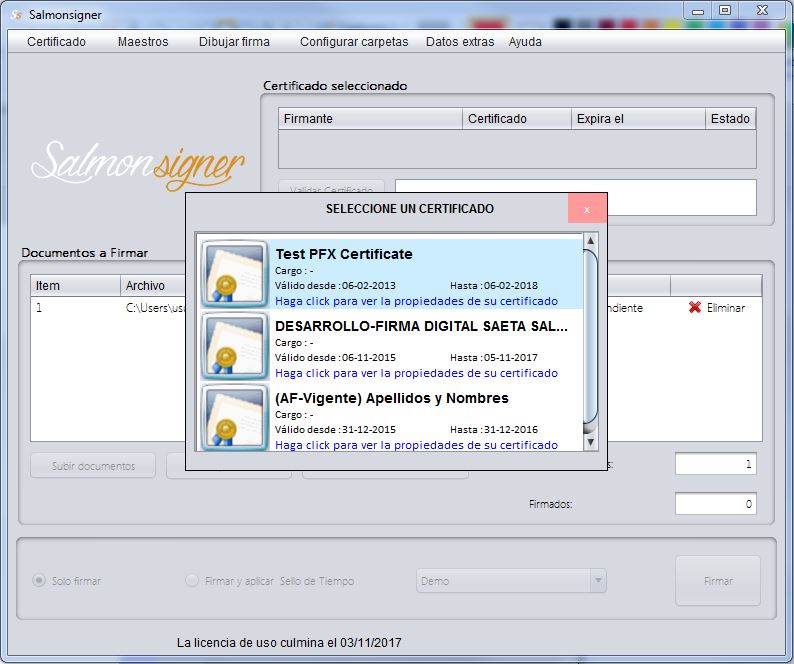 Salmonsigner
Certificado Maestros Dibujar firma Configurar carpetas Datos extras Ayuda
Certificado seleccionado
Firmante Certificado Expira el Estado
Salmonsigner
Validar Certificado
SELECCIONE UN CERTIFICADO x
Test PFX Certificate
Cargo : -
Válido desde :06-02-2013 Hasta :06-02-2018
Haga click para ver la propiedades de su certificado
DESARROLLO-FIRMA DIGITAL SAETA SAL...
Cargo : -
Válido desde :06-11-2015 Hasta :05-11-2017
Haga click para ver la propiedades de su certificado
(AF-Vigente) Apellidos y Nombres
Cargo : -
Válido desde :31-12-2015 Hasta :31-12-2016
Haga click para ver la propiedades de su certificado
Documentos a Firmar
Item Archivo
1 C:\Users\usu ndiente Eliminar
Subir documentos s: 1
Firmados: 0
Solo firmar Firmar y aplicar Sello de Tiempo Demo Firmar
La licencia de uso culmina el 03/11/2017